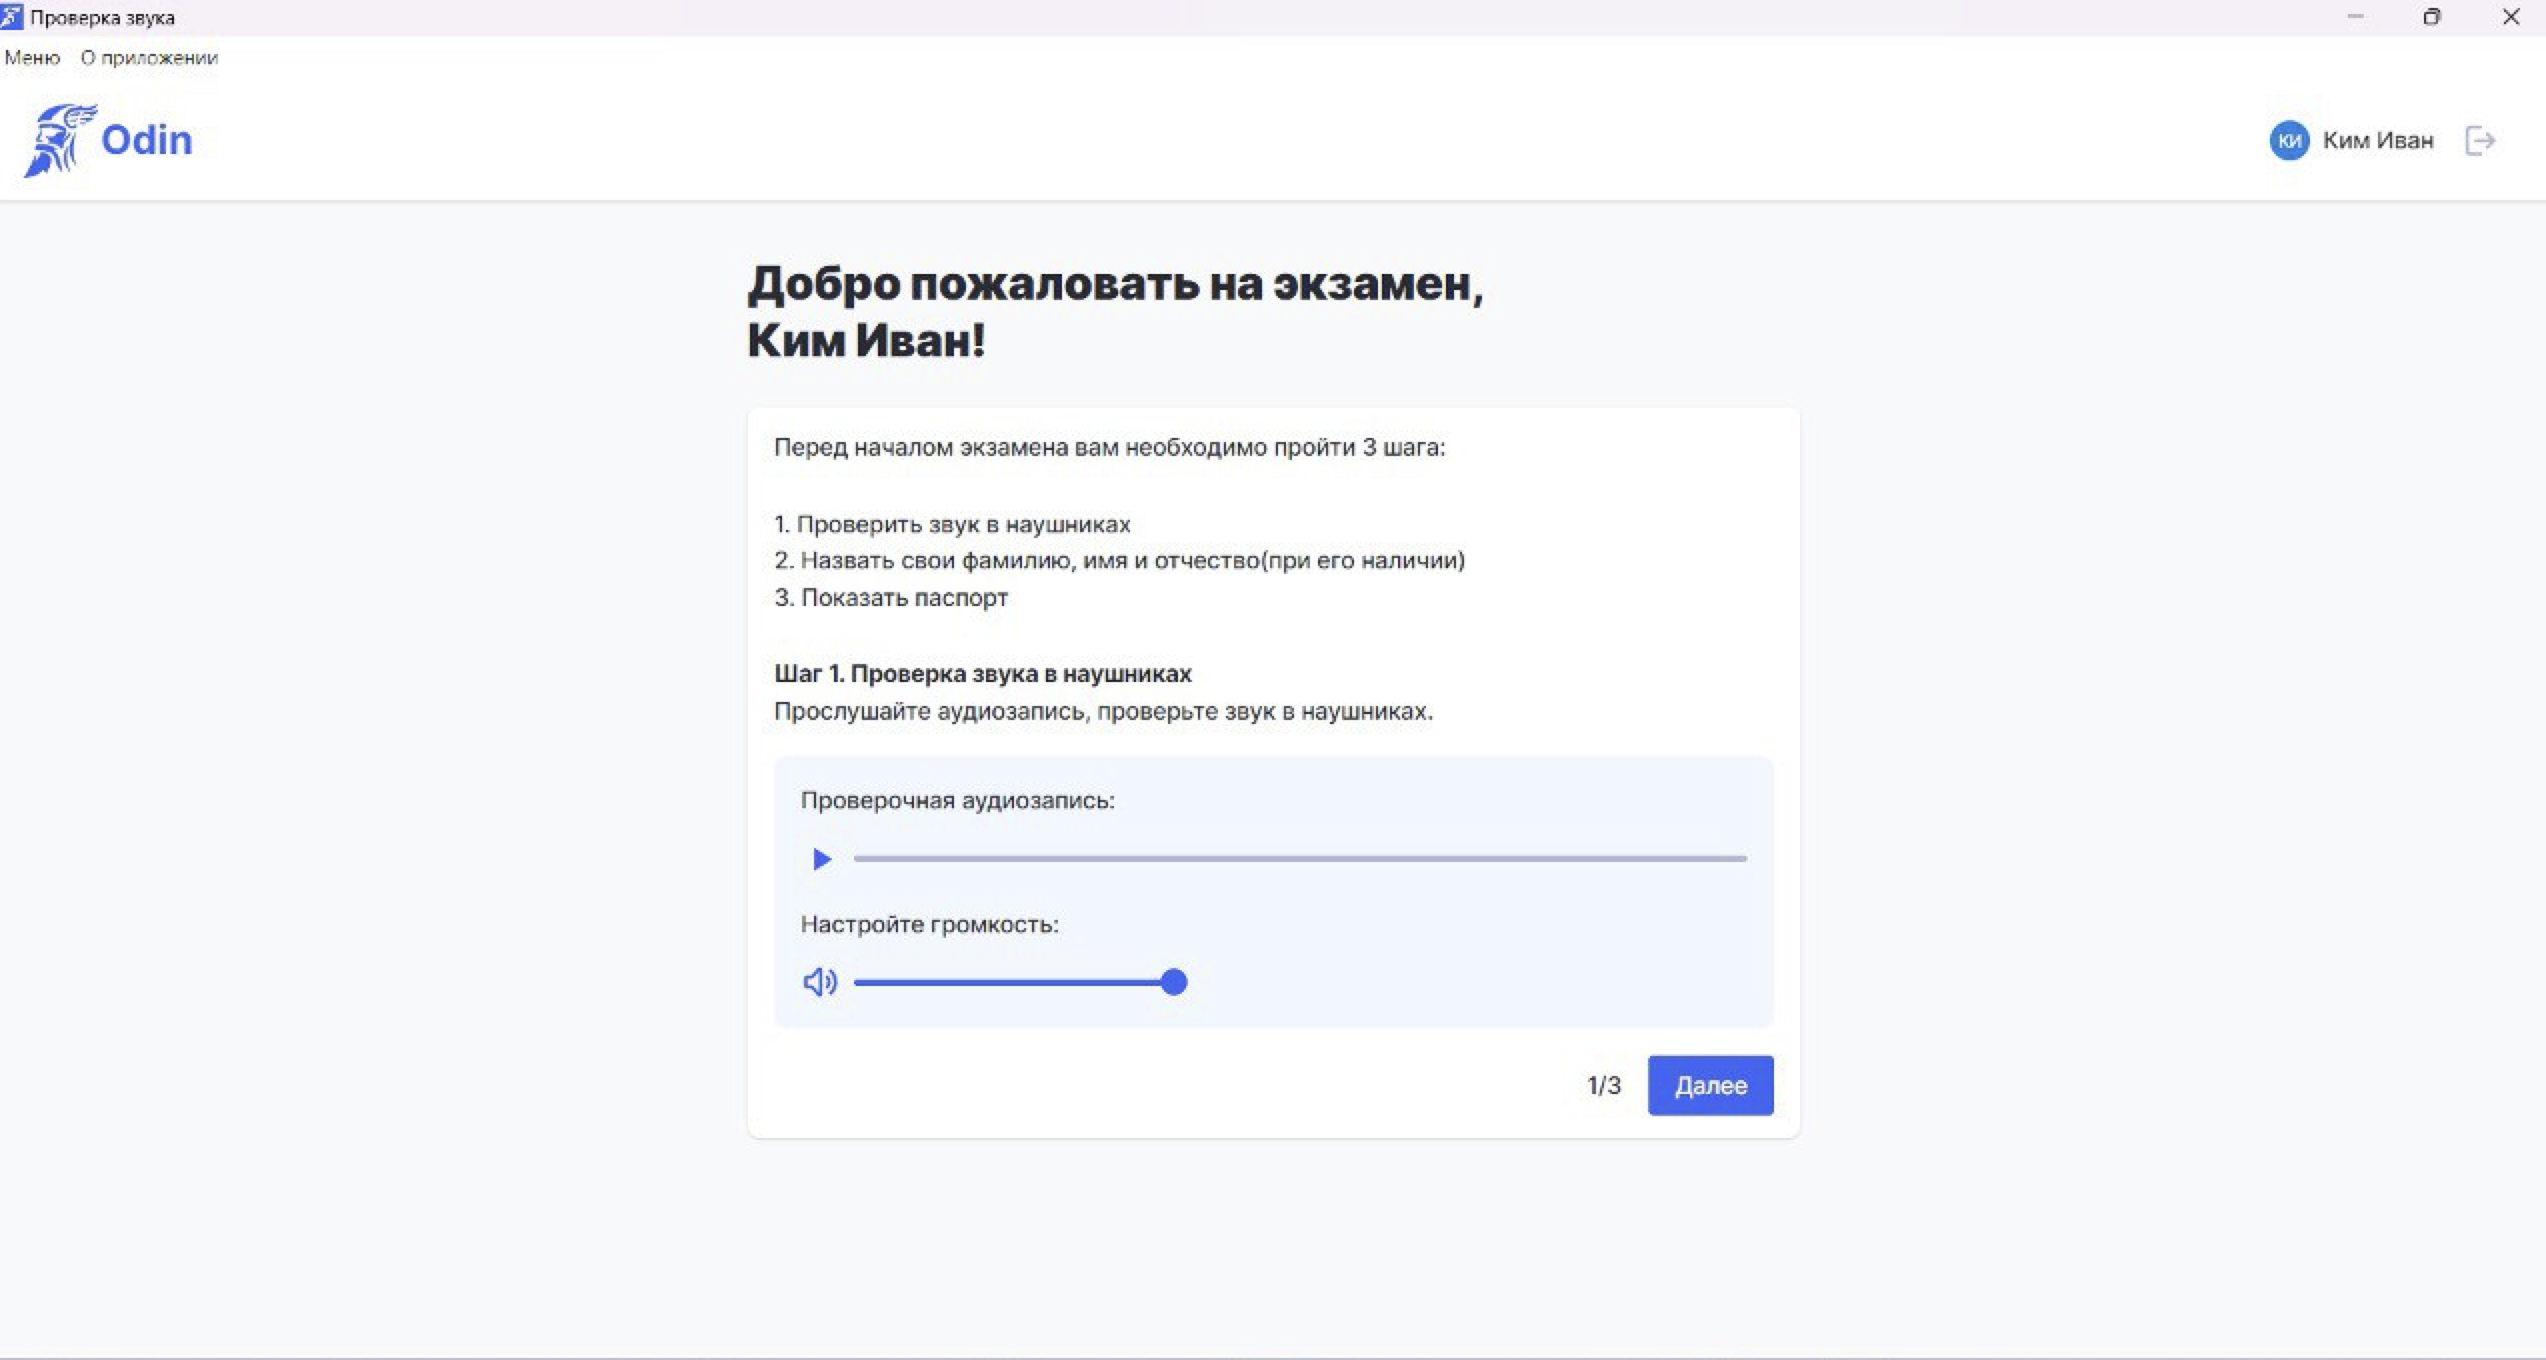 Проверка звука
Меню О приложении
Odin
КИ Ким Иван
Добро пожаловать на экзамен,
Ким Иван!
Перед началом экзамена вам необходимо пройти 3 шага:
1. Проверить звук в наушниках
2. Назвать свои фамилию, имя и отчество(при его наличии)
3. Показать паспорт
Шаг 1. Проверка звука в наушниках
Прослушайте аудиозапись, проверьте звук в наушниках.
Проверочная аудиозапись:
Настройте громкость:
1/3 Далее